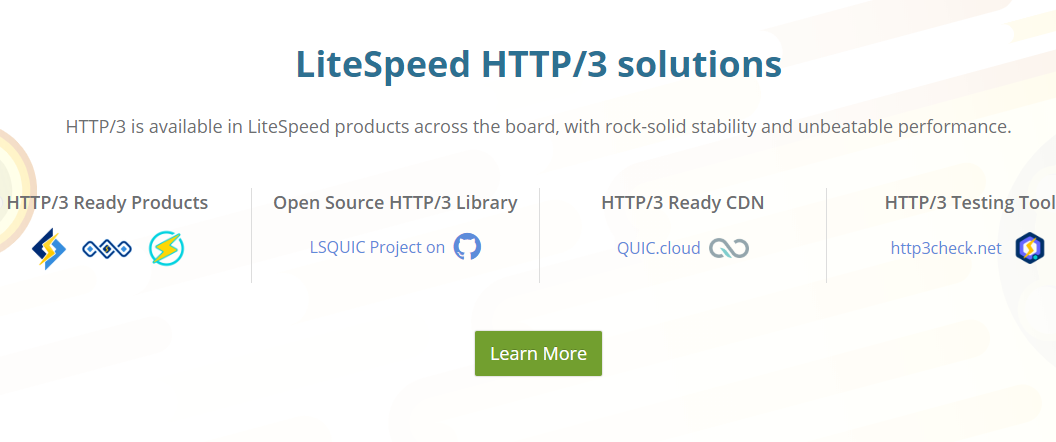 LiteSpeed HTTP/3 solutions
HTTP/3 is available in LiteSpeed products across the board, with rock-solid stability and unbeatable performance.
HTTP/3 Ready Products
Open Source HTTP/3 Library
LSQUIC Project on
HTTP/3 Ready CDN
QUIC.cloud
HTTP/3 Testing Tool
http3check.net
Learn More